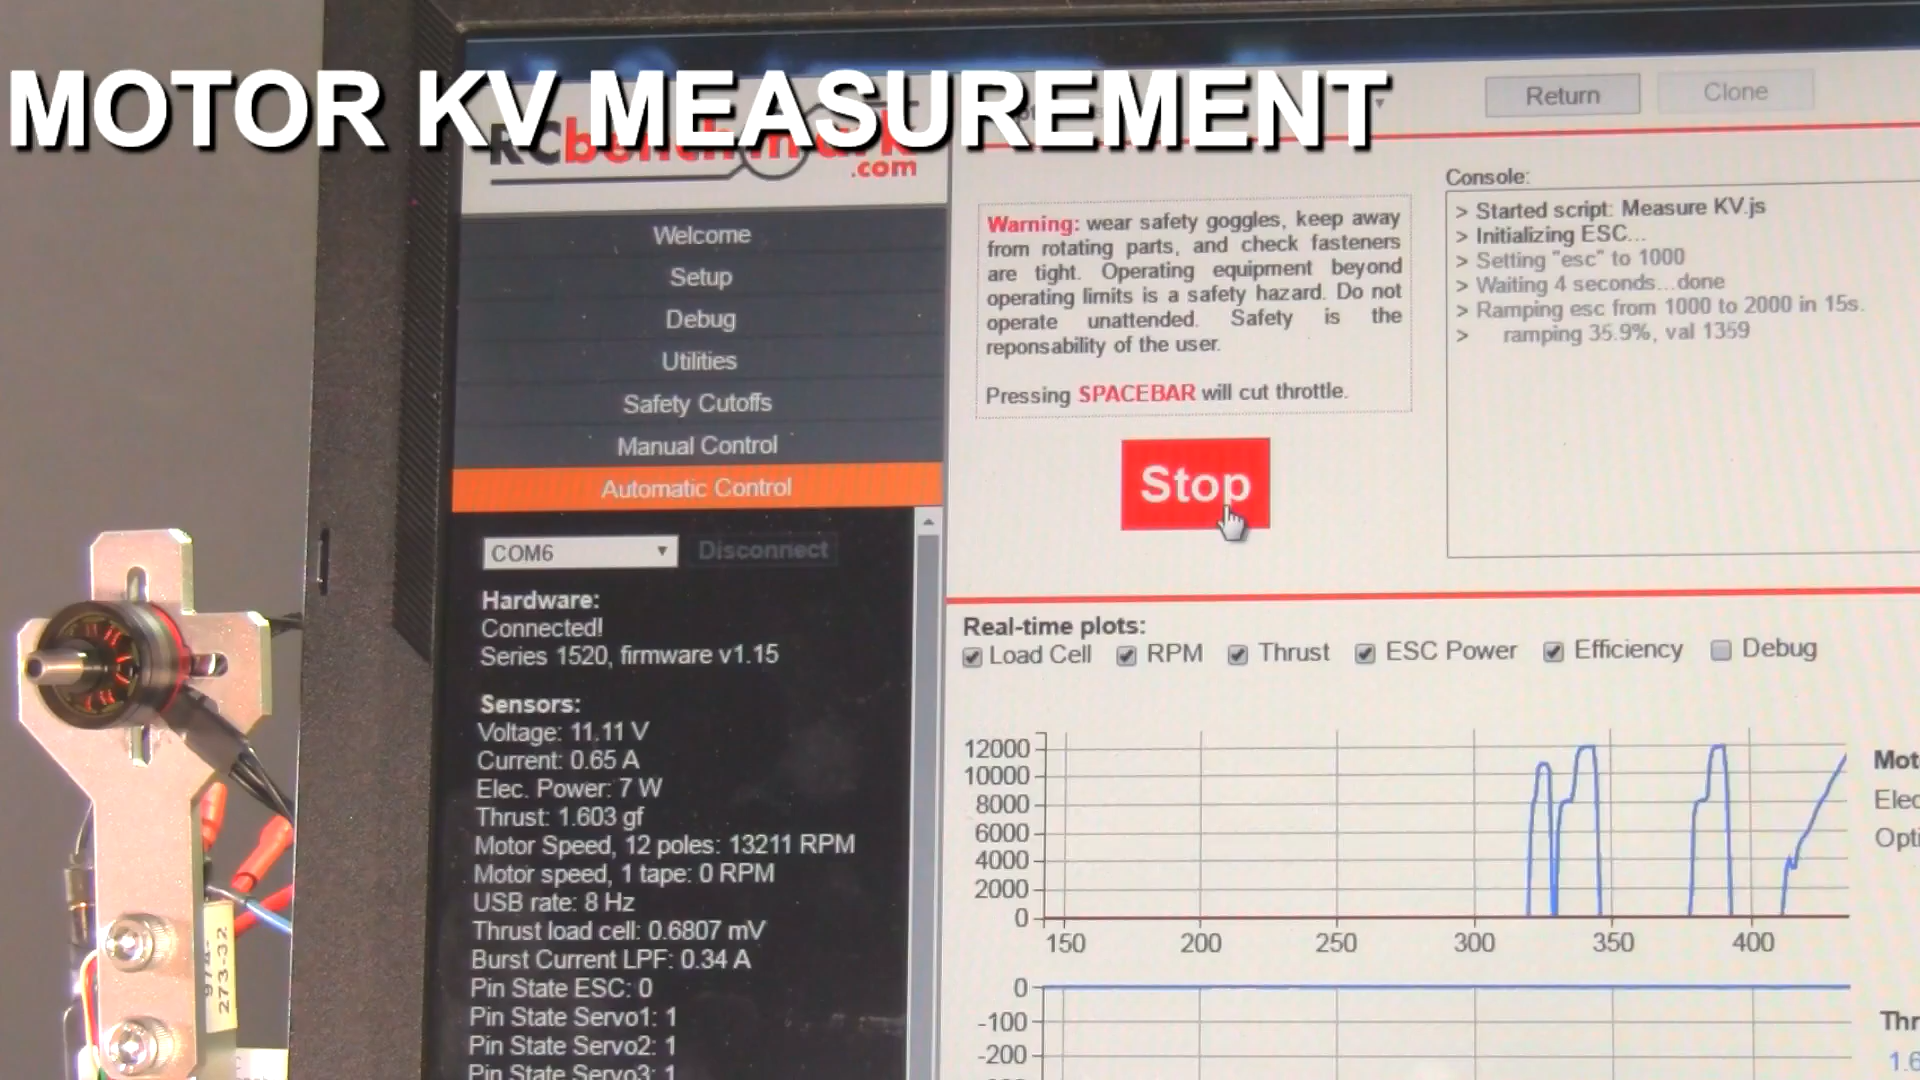 MOTOR KV MEASUREMENT
RCbenchmark
.com
Return
Clone
Welcome
Setup
Debug
Utilities
Safety Cutoffs
Manual Control
Automatic Control
COM6
Disconnect
Hardware:
Connected!
Series 1520, firmware v1.15
Sensors:
Voltage: 11.11 V
Current: 0.65 A
Elec. Power: 7 W
Thrust: 1.603 gf
Motor Speed, 12 poles: 13211 RPM
Motor speed, 1 tape: 0 RPM
USB rate: 8 Hz
Thrust load cell: 0.6807 mV
Burst Current LPF: 0.34 A
Pin State ESC: 0
Pin State Servo1: 1
Pin State Servo2: 1
Pin State Servo3: 1
Warning: wear safety goggles, keep away
from rotating parts, and check fasteners
are tight. Operating equipment beyond
operating limits is a safety hazard. Do not
operate unattended. Safety is the
reponsability of the user.
Pressing SPACEBAR will cut throttle.
Stop
Console:
> Started script: Measure KV.js
> Initializing ESC...
> Setting "esc" to 1000
> Waiting 4 seconds...done
> Ramping esc from 1000 to 2000 in 15s.
> ramping 35.9%, val 1359
Real-time plots:
Load Cell RPM Thrust ESC Power Efficiency Debug
12000
10000
8000
6000
4000
2000
0
150 200 250 300 350 400
Mot
Elec
Opti
0
-100
-200
Thr
1.6
273-32